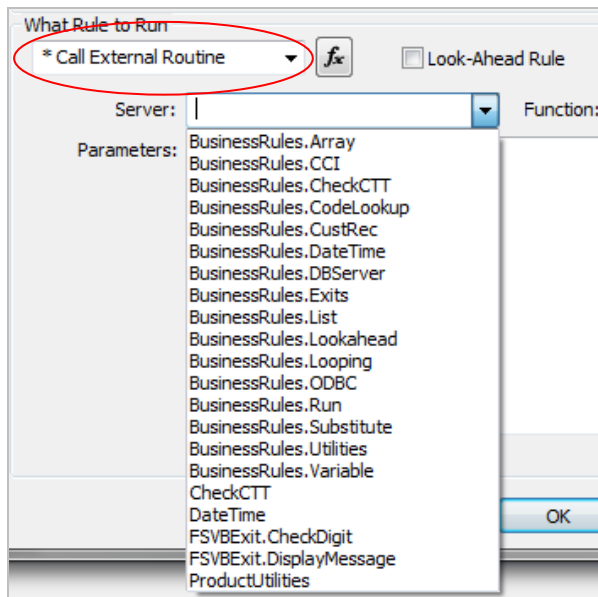 What Rule to Run
* Call External Routine fx Look-Ahead Rule
Server: Function:
Parameters:
BusinessRules.Array
BusinessRules.CCI
BusinessRules.CheckCTT
BusinessRules.CodeLookup
BusinessRules.CustRec
BusinessRules.DateTime
BusinessRules.DBServer
BusinessRules.Exits
BusinessRules.List
BusinessRules.Lookahead
BusinessRules.Looping
BusinessRules.ODBC
BusinessRules.Run
BusinessRules.Substitute
BusinessRules.Utilities
BusinessRules.Variable
CheckCTT
DateTime
FSVBExit.CheckDigit
FSVBExit.DisplayMessage
ProductUtilities
OK